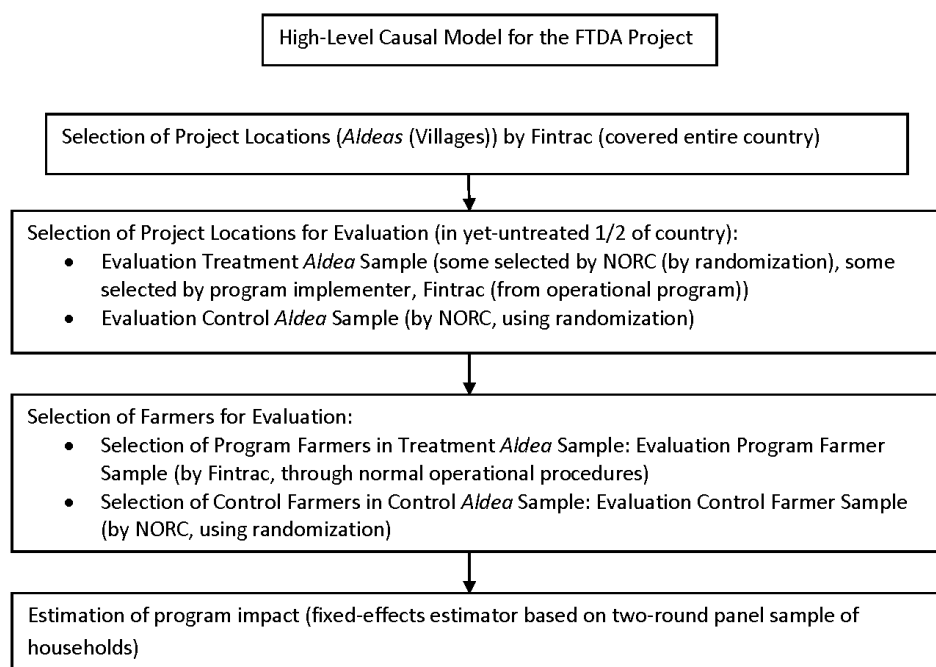 High-Level Causal Model for the FTDA Project
Selection of Project Locations (Aldeas (Villages)) by Fintrac (covered entire country)
Selection of Project Locations for Evaluation (in yet-untreated 1/2 of country):
• Evaluation Treatment Aldea Sample (some selected by NORC (by randomization), some
selected by program implementer, Fintrac (from operational program))
• Evaluation Control Aldea Sample (by NORC, using randomization)
Selection of Farmers for Evaluation:
• Selection of Program Farmers in Treatment Aldea Sample: Evaluation Program Farmer
Sample (by Fintrac, through normal operational procedures)
• Selection of Control Farmers in Control Aldea Sample: Evaluation Control Farmer Sample
(by NORC, using randomization)
Estimation of program impact (fixed-effects estimator based on two-round panel sample of
households)